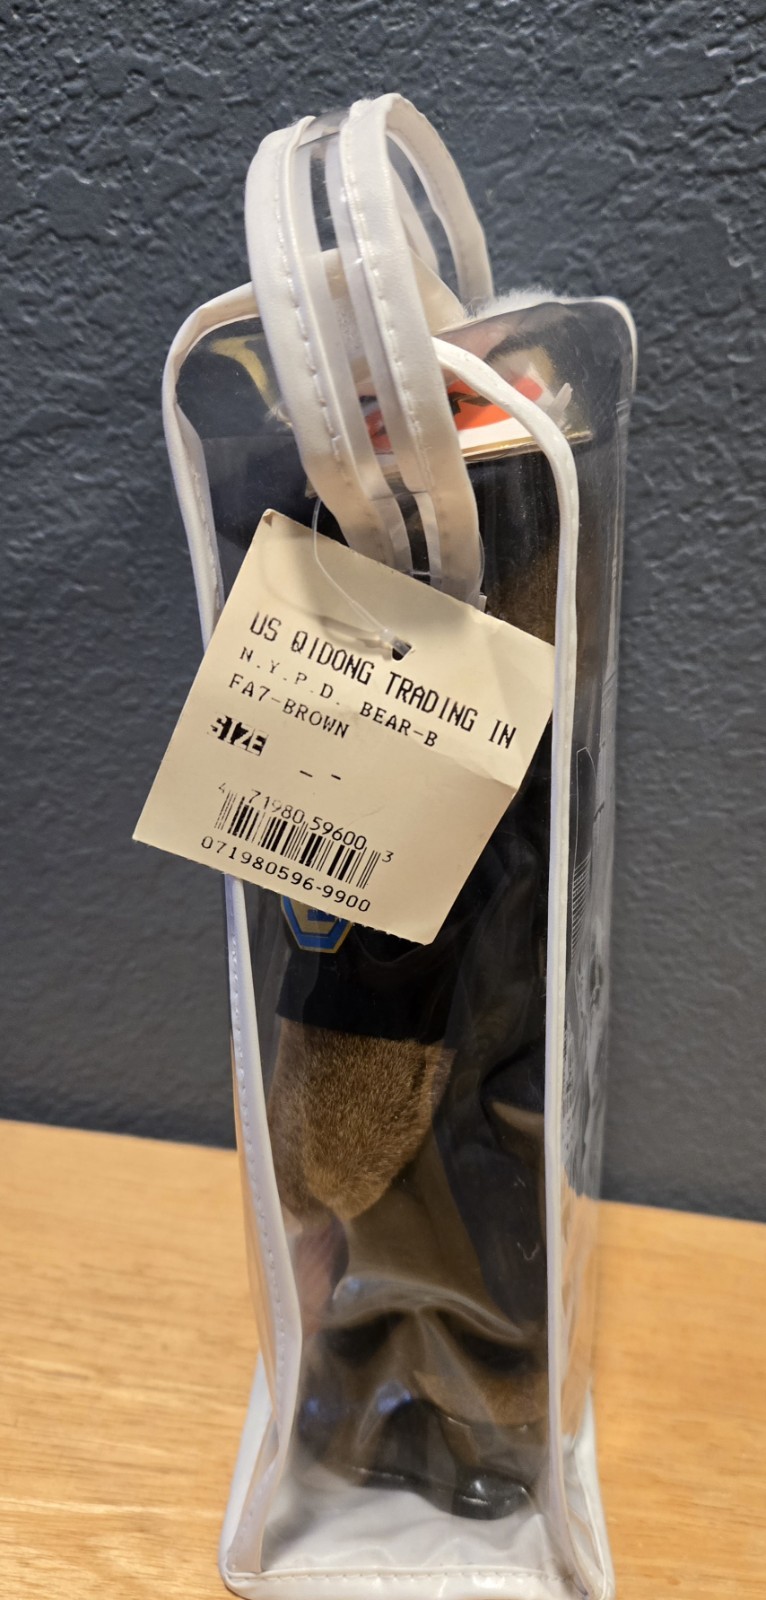 US QIDONG TRADING IN
N.Y.P.D. BEAR-B
FA7-BROWN
SIZE
- -
4 71980 59600 3
071980596-9900